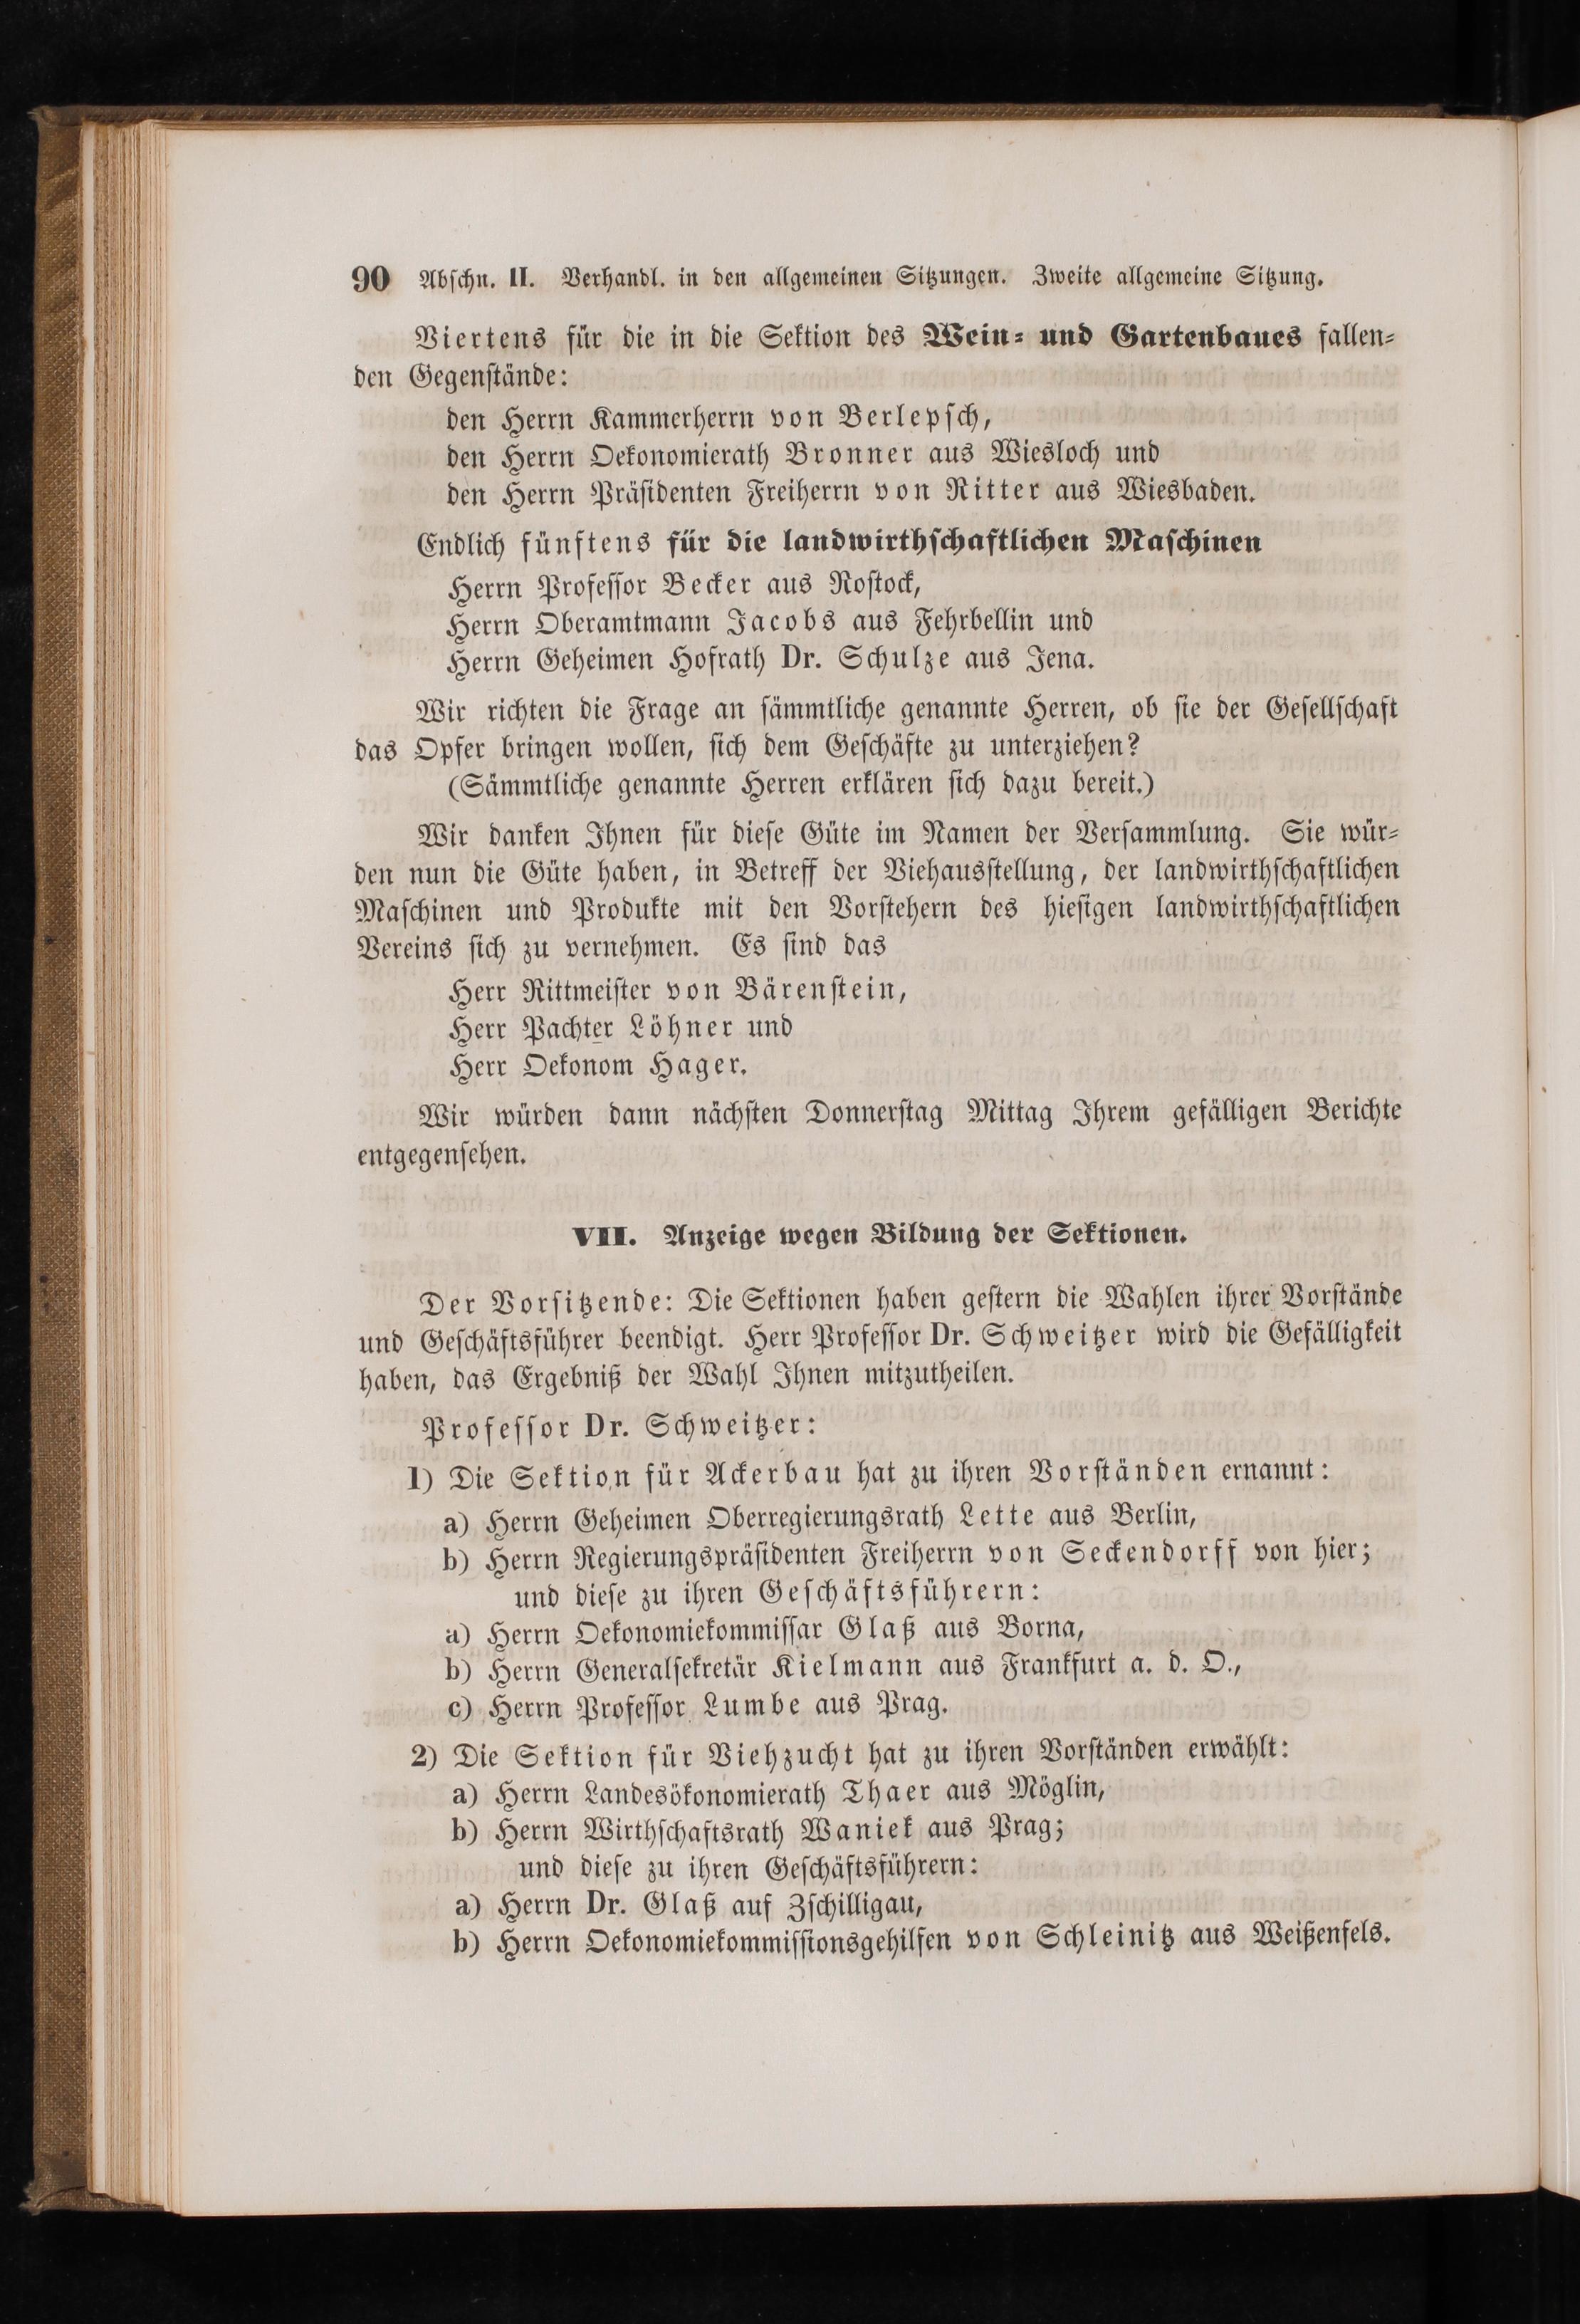 90 Abschn. II. Verhandl. in den allgemeinen Sitzungen. Zweite allgemeine Sitzung.
Viertens für die in die Sektion des Wein- und Gartenbaues fallen-
den Gegenstände:
den Herrn Kammerherrn von Berlepsch,
den Herrn Oekonomierath Bronner aus Wiesloch und
den Herrn Präsidenten Freiherrn von Ritter aus Wiesbaden.
Endlich fünftens für die landwirthschaftlichen Maschinen
Herrn Professor Becker aus Rostock,
Herrn Oberamtmann Jacobs aus Fehrbellin und
Herrn Geheimen Hofrath Dr. Schulze aus Jena.
Wir richten die Frage an sämmtliche genannte Herren, ob sie der Gesellschaft
das Opfer bringen wollen, sich dem Geschäfte zu unterziehen?
(Sämmtliche genannte Herren erklären sich dazu bereit.)
Wir danken Ihnen für diese Güte im Namen der Versammlung. Sie wür-
den nun die Güte haben, in Betreff der Viehausstellung, der landwirthschaftlichen
Maschinen und Produkte mit den Vorstehern des hiesigen landwirthschaftlichen
Vereins sich zu vernehmen. Es sind das
Herr Rittmeister von Bärenstein,
Herr Pachter Löhner und
Herr Oekonom Hager.
Wir würden dann nächsten Donnerstag Mittag Ihrem gefälligen Berichte
entgegensehen.
VII. Anzeige wegen Bildung der Sektionen.
Der Vorsitzende: Die Sektionen haben gestern die Wahlen ihrer Vorstände
und Geschäftsführer beendigt. Herr Professor Dr. Schweitzer wird die Gefälligkeit
haben, das Ergebniß der Wahl Ihnen mitzutheilen.
Professor Dr. Schweitzer:
1) Die Sektion für Ackerbau hat zu ihren Vorständen ernannt:
a) Herrn Geheimen Oberregierungsrath Lette aus Berlin,
b) Herrn Regierungspräsidenten Freiherrn von Seckendorff von hier;
und diese zu ihren Geschäftsführern:
a) Herrn Oekonomiekommissar Glaß aus Borna,
b) Herrn Generalsekretär Kielmann aus Frankfurt a. d. O.,
c) Herrn Professor Lumbe aus Prag.
2) Die Sektion für Viehzucht hat zu ihren Vorständen erwählt:
a) Herrn Landesökonomierath Thaer aus Möglin,
b) Herrn Wirthschaftsrath Waniek aus Prag;
und diese zu ihren Geschäftsführern:
a) Herrn Dr. Glaß auf Zschilligau,
b) Herrn Oekonomiekommissionsgehilfen von Schleinitz aus Weißenfels.